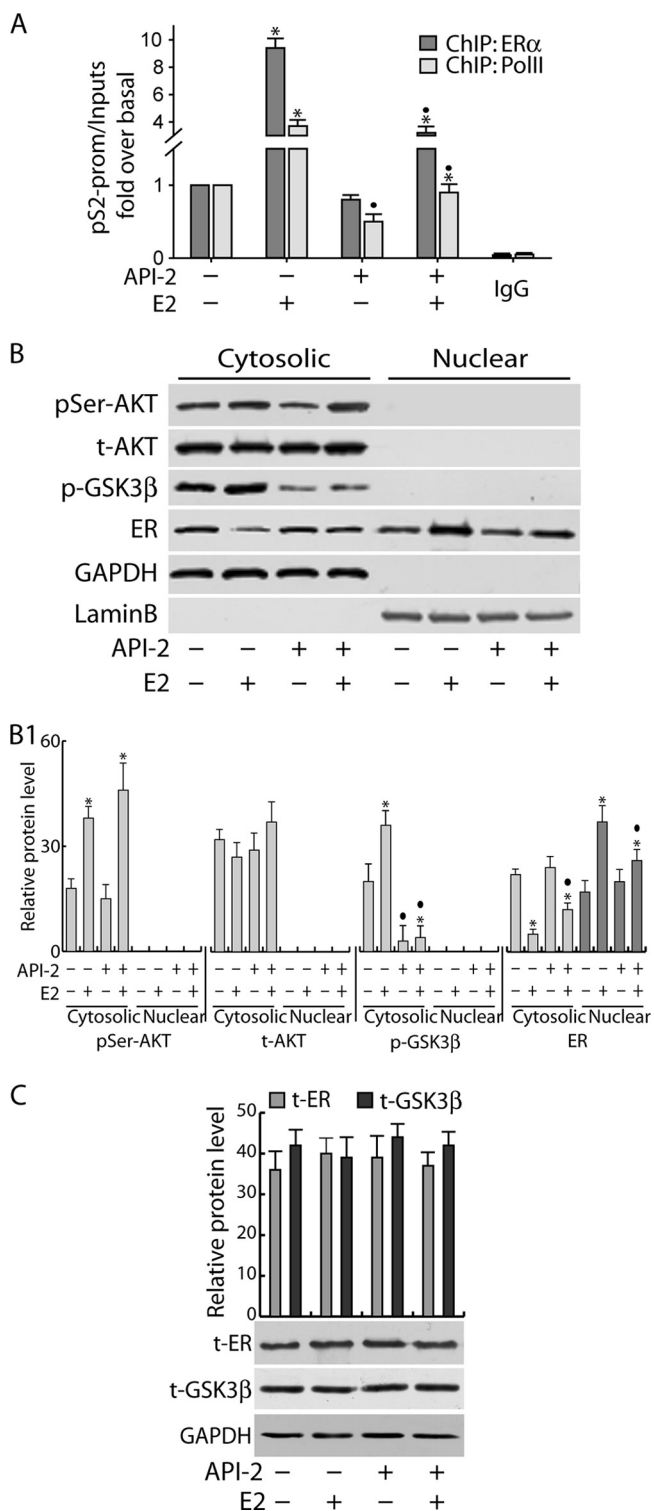 A
pS2-prom/Inputs
fold over basal
10
8
6
4
1
0
* * • • • * *
ChIP:ERα
ChIP:PolII
API-2 − − + +
E2 − + − +
IgG
B
Cytosolic Nuclear
pSer-AKT
t-AKT
p-GSK3β
ER
GAPDH
LaminB
API-2 − − + + − − + +
E2 − + − + − + − +
B1
Relative protein level
60
30
0
* * * • • * * • * * • *
API-2 − − + + − − + + − − + + − − + + − − + + − − + + − − + + − − + +
E2 − + − + − + − + − + − + − + − + − + − + − + − + − + − + − + − +
Cytosolic Nuclear Cytosolic Nuclear Cytosolic Nuclear Cytosolic Nuclear
pSer-AKT t-AKT p-GSK3β ER
C
t-ER t-GSK3β
Relative protein level
50
40
30
20
10
0
t-ER
t-GSK3β
GAPDH
API-2 − − + +
E2 − + − +